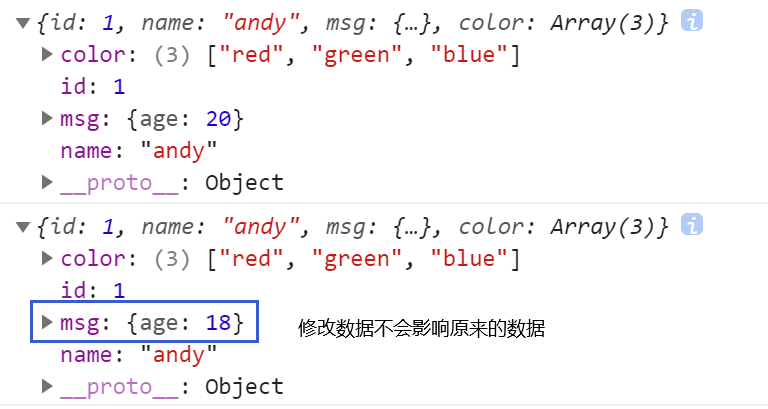 {id: 1, name: "andy", msg: {…}, color: Array(3)} i
color: (3) ["red", "green", "blue"]
id: 1
msg: {age: 20}
name: "andy"
__proto__: Object
{id: 1, name: "andy", msg: {…}, color: Array(3)} i
color: (3) ["red", "green", "blue"]
id: 1
msg: {age: 18} 修改数据不会影响原来的数据
name: "andy"
__proto__: Object